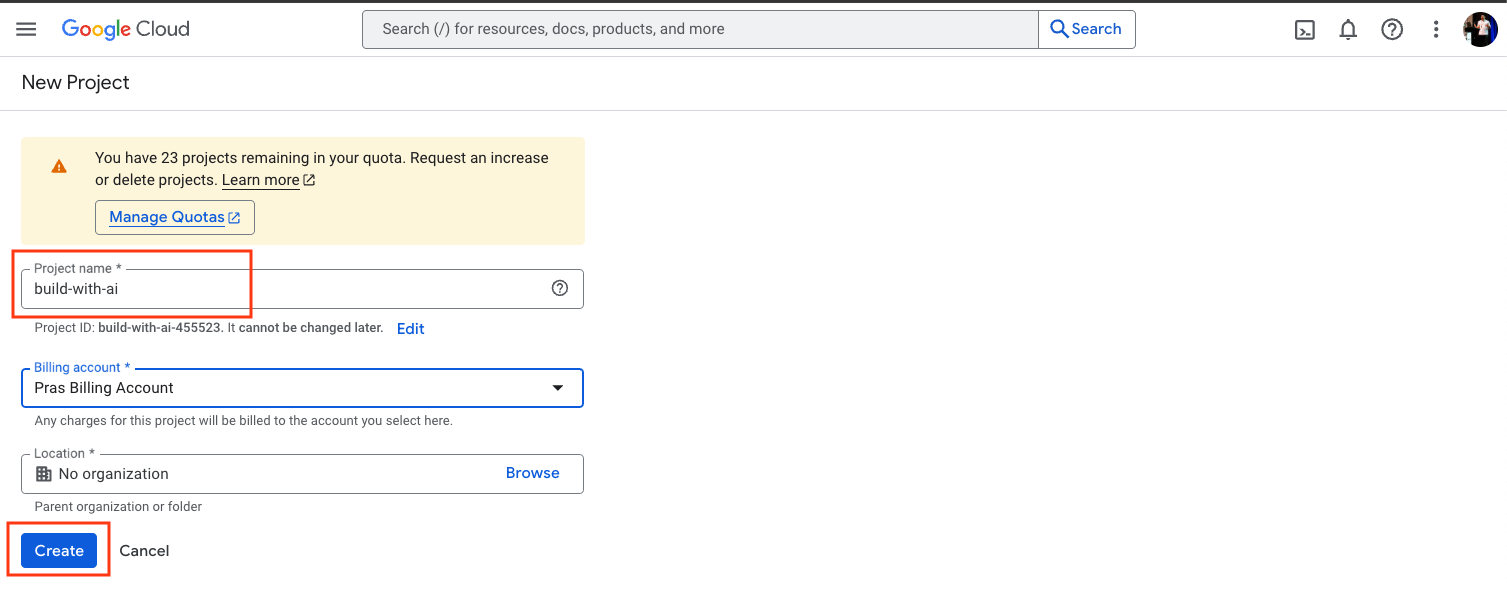 Google Cloud
Search (/) for resources, docs, products, and more
Search
New Project
You have 23 projects remaining in your quota. Request an increase
or delete projects. Learn more
Manage Quotas
Project name *
build-with-ai
Project ID: build-with-ai-455523. It cannot be changed later. Edit
Billing account *
Pras Billing Account
Any charges for this project will be billed to the account you select here.
Location *
No organization
Browse
Parent organization or folder
Create
Cancel